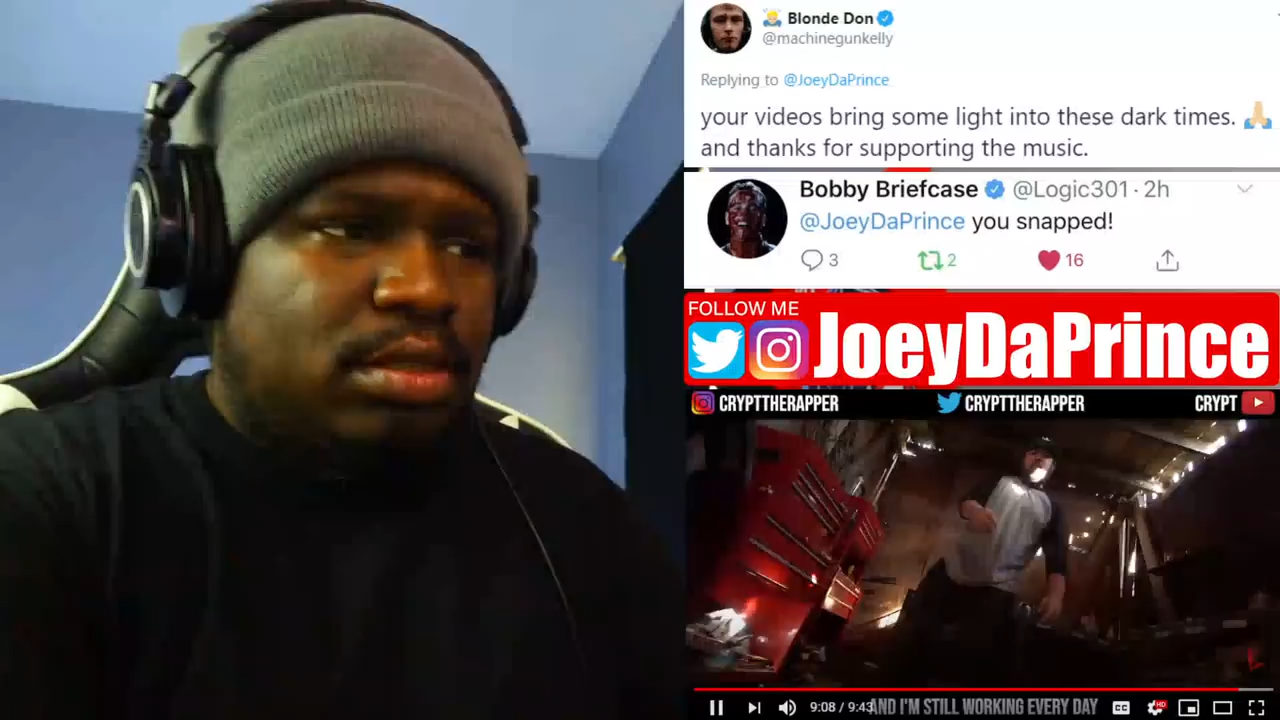 Blonde Don
@machinegunkelly
Replying to @JoeyDaPrince
your videos bring some light into these dark times. 🙏🏼
and thanks for supporting the music.
Bobby Briefcase @Logic301 · 2h
@JoeyDaPrince you snapped!
3 2 16
FOLLOW ME
JoeyDaPrince
CRYPTTHERAPPER CRYPTTHERAPPER CRYPT
9:08 / 9:43 AND I'M STILL WORKING EVERY DAY CC HD